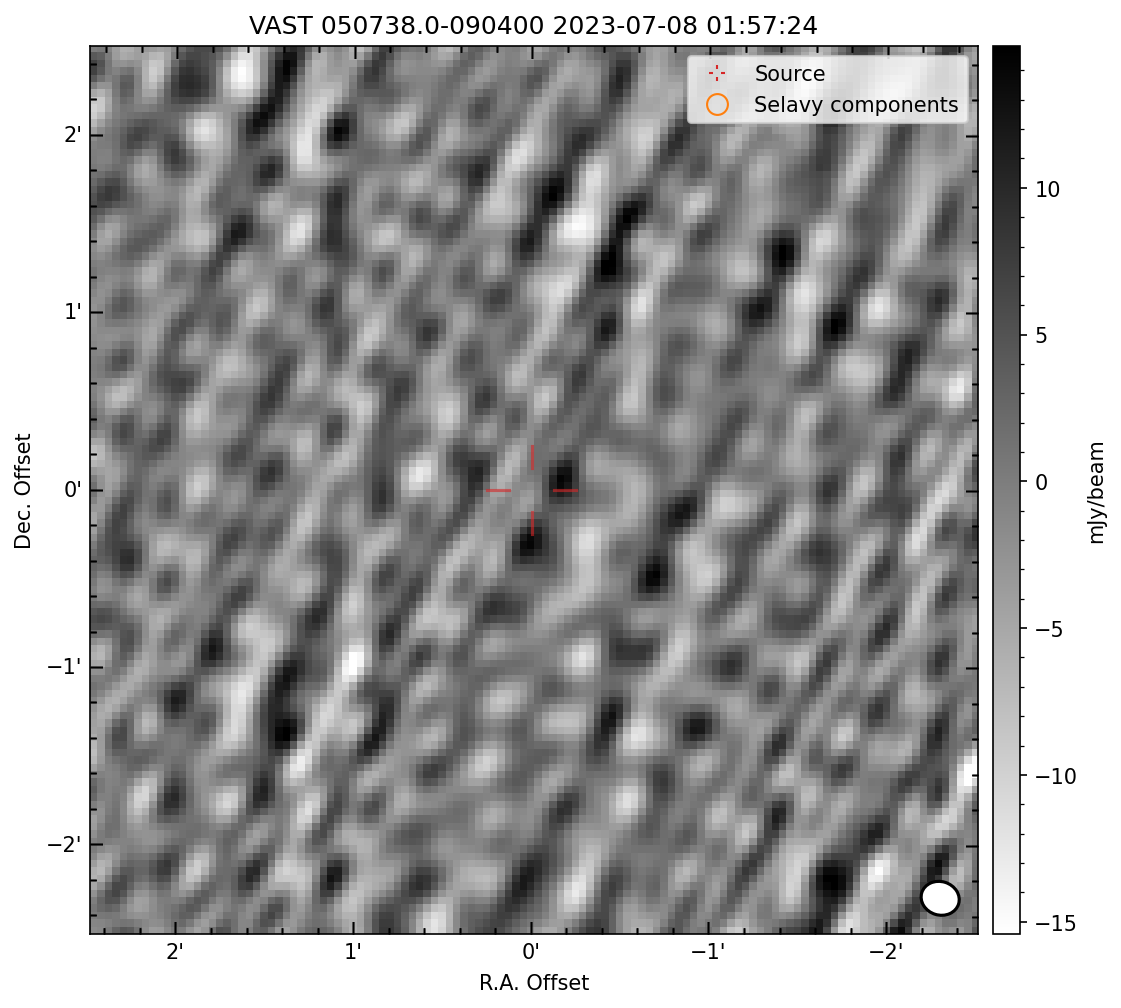 VAST 050738.0-090400 2023-07-08 01:57:24
Source
Selavy components
2'
1'
0'
−1'
−2'
Dec. Offset
2'
1'
0'
−1'
−2'
R.A. Offset
10
5
0
−5
−10
−15
mJy/beam